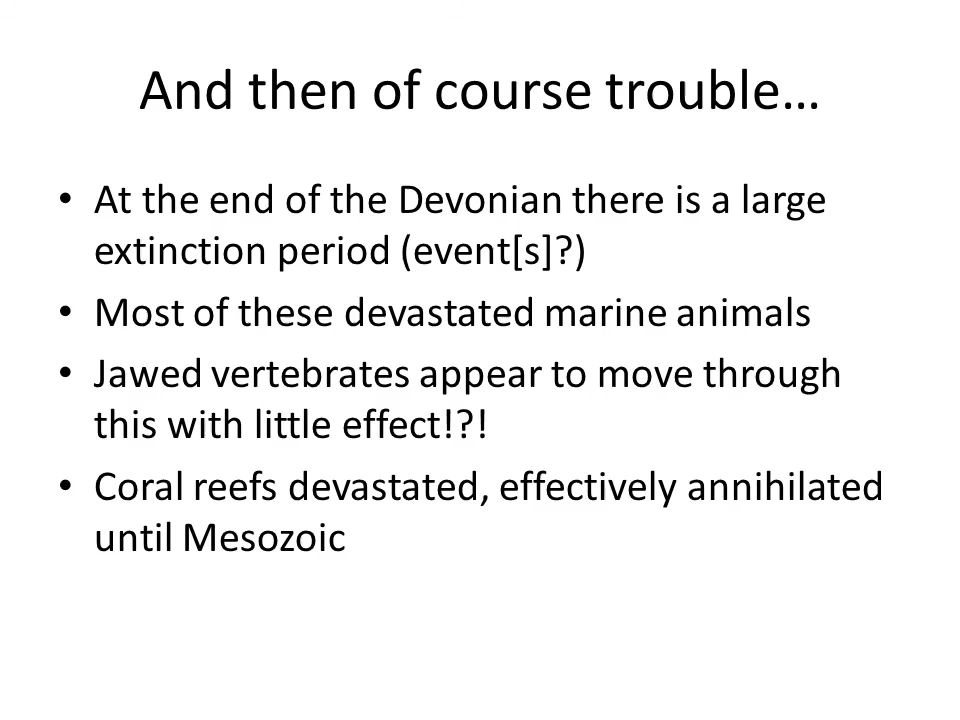 And then of course trouble…
• At the end of the Devonian there is a large
extinction period (event[s]?)
• Most of these devastated marine animals
• Jawed vertebrates appear to move through
this with little effect!?!
• Coral reefs devastated, effectively annihilated
until Mesozoic